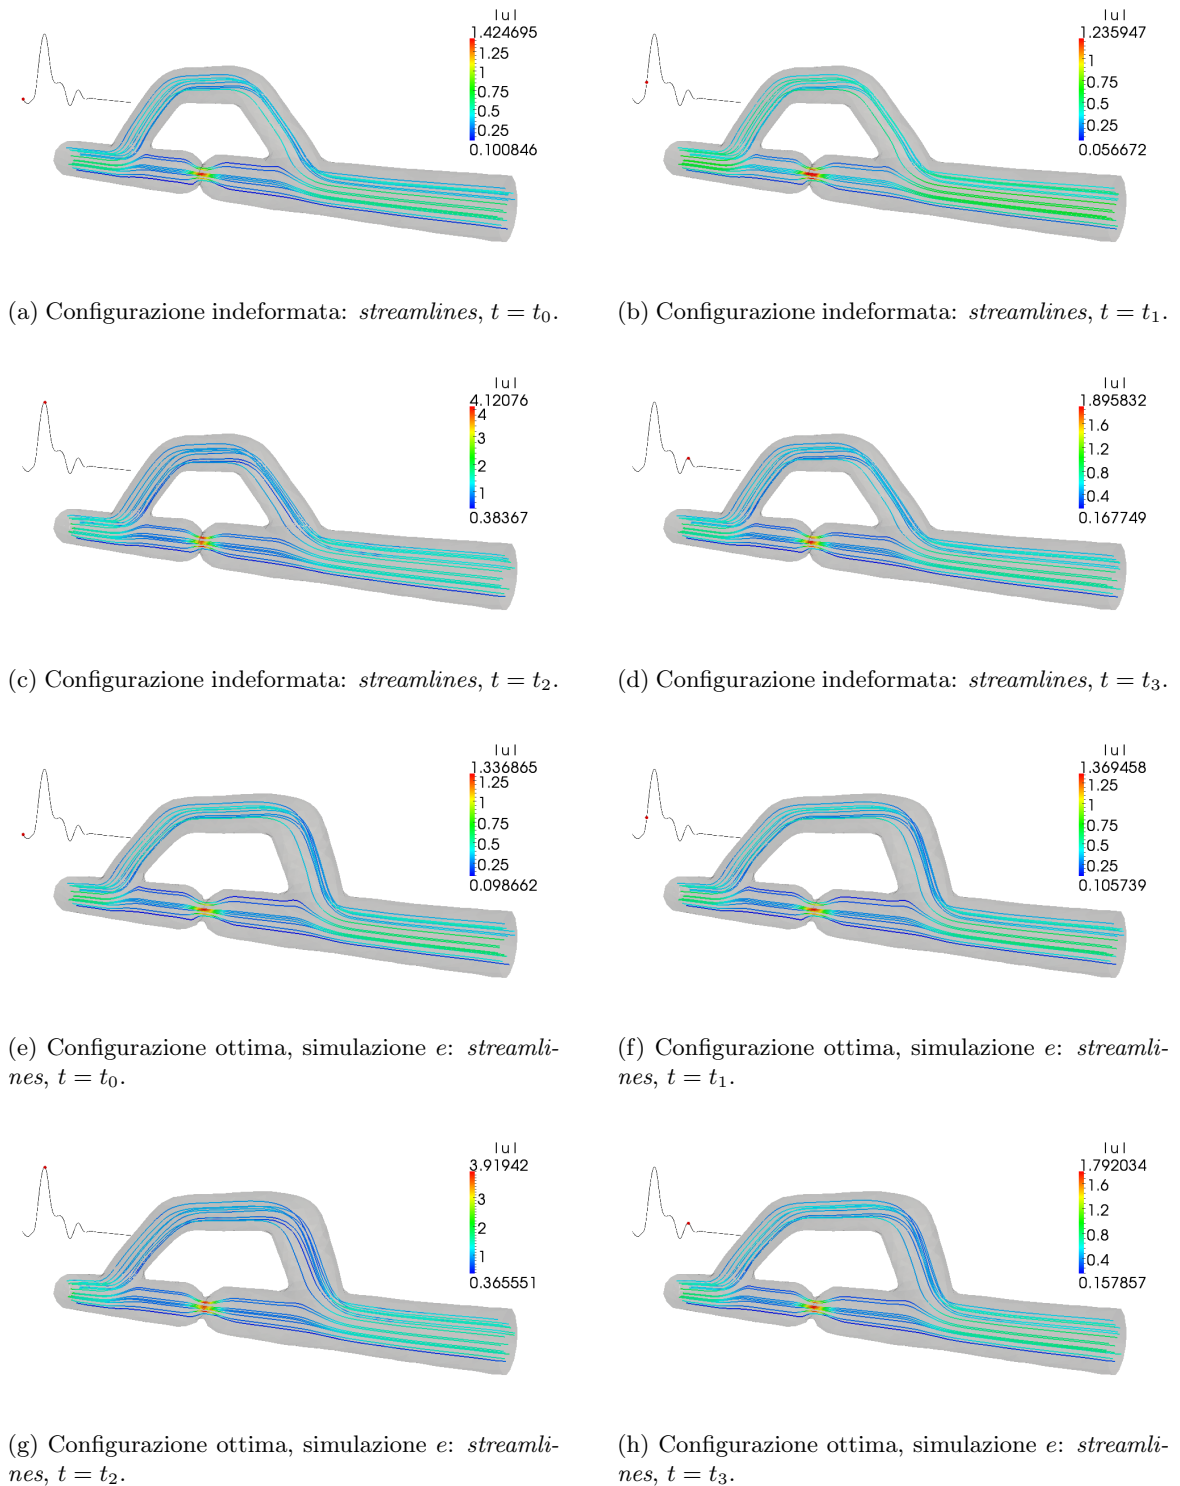 |u|
1.424695
1.25
1
0.75
0.5
0.25
0.100846
(a) Configurazione indeformata: streamlines, t = t₀.
|u|
1.235947
1
0.75
0.5
0.25
0.056672
(b) Configurazione indeformata: streamlines, t = t₁.
|u|
4.12076
4
3
2
1
0.38367
(c) Configurazione indeformata: streamlines, t = t₂.
|u|
1.895832
1.6
1.2
0.8
0.4
0.167749
(d) Configurazione indeformata: streamlines, t = t₃.
|u|
1.336865
1.25
1
0.75
0.5
0.25
0.098662
(e) Configurazione ottima, simulazione e: streamli-
nes, t = t₀.
|u|
1.369458
1.25
1
0.75
0.5
0.25
0.105739
(f) Configurazione ottima, simulazione e: streamli-
nes, t = t₁.
|u|
3.91942
3
2
1
0.365551
(g) Configurazione ottima, simulazione e: streamli-
nes, t = t₂.
|u|
1.792034
1.6
1.2
0.8
0.4
0.157857
(h) Configurazione ottima, simulazione e: streamli-
nes, t = t₃.